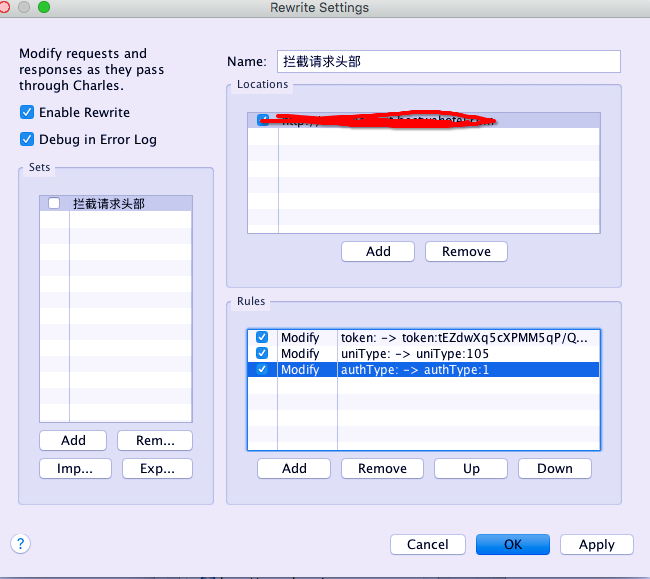 Rewrite Settings
Modify requests and
responses as they pass
through Charles.
Enable Rewrite
Debug in Error Log
Sets
拦截请求头部
Add
Rem...
Imp...
Exp...
Name:
拦截请求头部
Locations
Add
Remove
Rules
Modify token: -> token:tEZdwXq5cXPMM5qP/Q...
Modify uniType: -> uniType:105
Modify authType: -> authType:1
Add
Remove
Up
Down
?
Cancel
OK
Apply